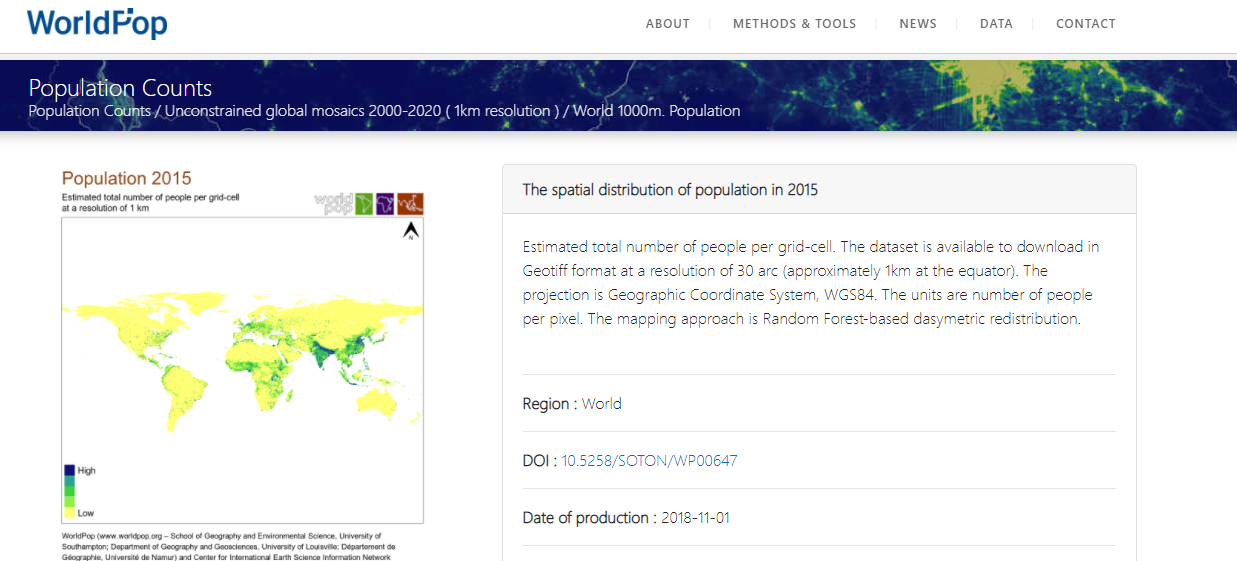 WorldPop
ABOUT
METHODS & TOOLS
NEWS
DATA
CONTACT
Population Counts
Population Counts / Unconstrained global mosaics 2000-2020 ( 1km resolution ) / World 1000m. Population
Population 2015
Estimated total number of people per grid-cell
at a resolution of 1 km
world
pop
N
High
Low
WorldPop (www.worldpop.org – School of Geography and Environmental Science, University of
Southampton; Department of Geography and Geosciences, University of Louisville; Département de
Géographie, Université de Namur) and Center for International Earth Science Information Network
The spatial distribution of population in 2015
Estimated total number of people per grid-cell. The dataset is available to download in
Geotiff format at a resolution of 30 arc (approximately 1km at the equator). The
projection is Geographic Coordinate System, WGS84. The units are number of people
per pixel. The mapping approach is Random Forest-based dasymetric redistribution.
Region : World
DOI : 10.5258/SOTON/WP00647
Date of production : 2018-11-01